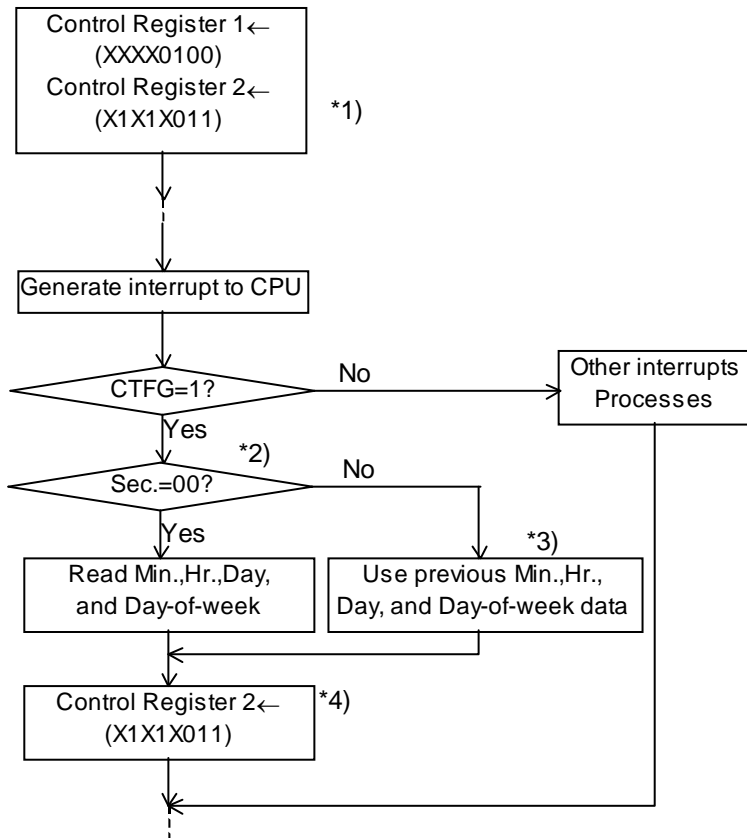 Control Register 1←
(XXXX0100)
Control Register 2←
(X1X1X011)
*1)
Generate interrupt to CPU
CTFG=1?
No
Other interrupts
Processes
Yes
*2)
Sec.=00?
No
Yes
*3)
Read Min.,Hr.,Day,
and Day-of-week
Use previous Min.,Hr.,
Day, and Day-of-week data
Control Register 2←
(X1X1X011)
*4)